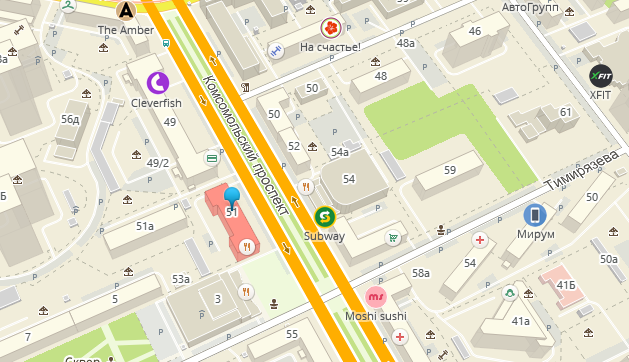 АвтоГрупп
The Amber
На счастье!
46
48а
48
XFIT
XFIT
Cleverfish
50
50
56д
49
61
52
54а
Комсомольский проспект
49/2
59
54
Тимирязева
Б
50
51
51а
Subway
Мирум
50а
58а
53а
54
41Б
5
3
ms
Moshi sushi
41а
7
55
Сквер